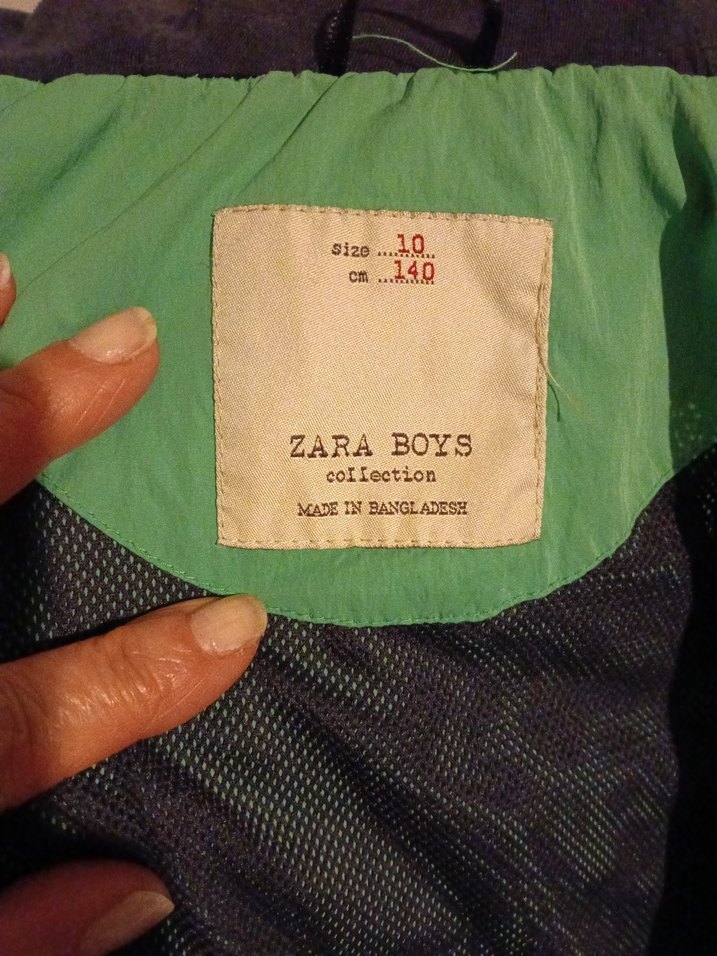 size ....10..
cm ...140
ZARA BOYS
collection
MADE IN BANGLADESH